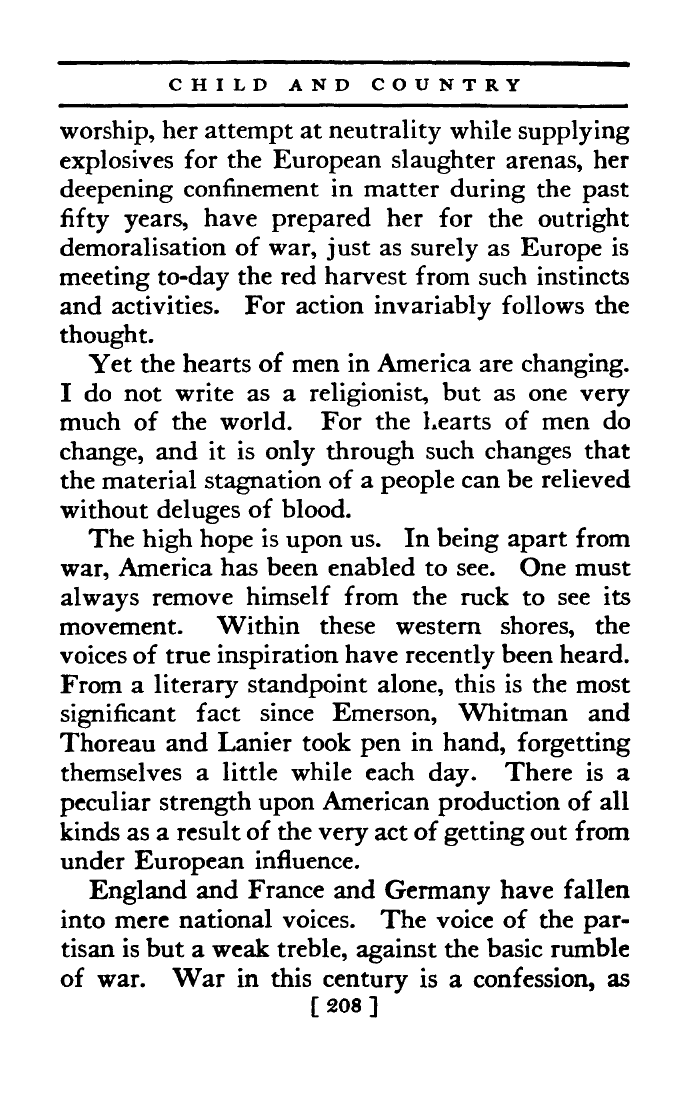 CHILD AND COUNTRY
worship, her attempt at neutrality while supplying
explosives for the European slaughter arenas, her
deepening confinement in matter during the past
fifty years, have prepared her for the outright
demoralisation of war, just as surely as Europe is
meeting to-day the red harvest from such instincts
and activities. For action invariably follows the
thought.
Yet the hearts of men in America are changing.
I do not write as a religionist, but as one very
much of the world. For the hearts of men do
change, and it is only through such changes that
the material stagnation of a people can be relieved
without deluges of blood.
The high hope is upon us. In being apart from
war, America has been enabled to see. One must
always remove himself from the ruck to see its
movement. Within these western shores, the
voices of true inspiration have recently been heard.
From a literary standpoint alone, this is the most
significant fact since Emerson, Whitman and
Thoreau and Lanier took pen in hand, forgetting
themselves a little while each day. There is a
peculiar strength upon American production of all
kinds as a result of the very act of getting out from
under European influence.
England and France and Germany have fallen
into mere national voices. The voice of the par-
tisan is but a weak treble, against the basic rumble
of war. War in this century is a confession, as
[ 208 ]